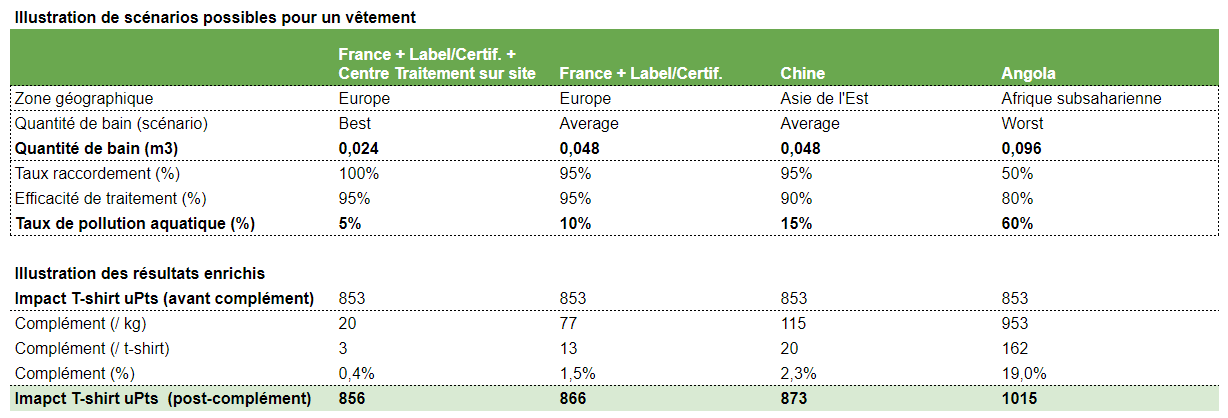 Illustration de scénarios possibles pour un vêtement
France + Label/Certif. +
Centre Traitement sur site France + Label/Certif. Chine Angola
Zone géographique Europe Europe Asie de l'Est Afrique subsaharienne
Quantité de bain (scénario) Best Average Average Worst
Quantité de bain (m3) 0,024 0,048 0,048 0,096
Taux raccordement (%) 100% 95% 95% 50%
Efficacité de traitement (%) 95% 95% 90% 80%
Taux de pollution aquatique (%) 5% 10% 15% 60%
Illustration des résultats enrichis
Impact T-shirt uPts (avant complément) 853 853 853 853
Complément (/ kg) 20 77 115 953
Complément (/ t-shirt) 3 13 20 162
Complément (%) 0,4% 1,5% 2,3% 19,0%
Imapct T-shirt uPts (post-complément) 856 866 873 1015